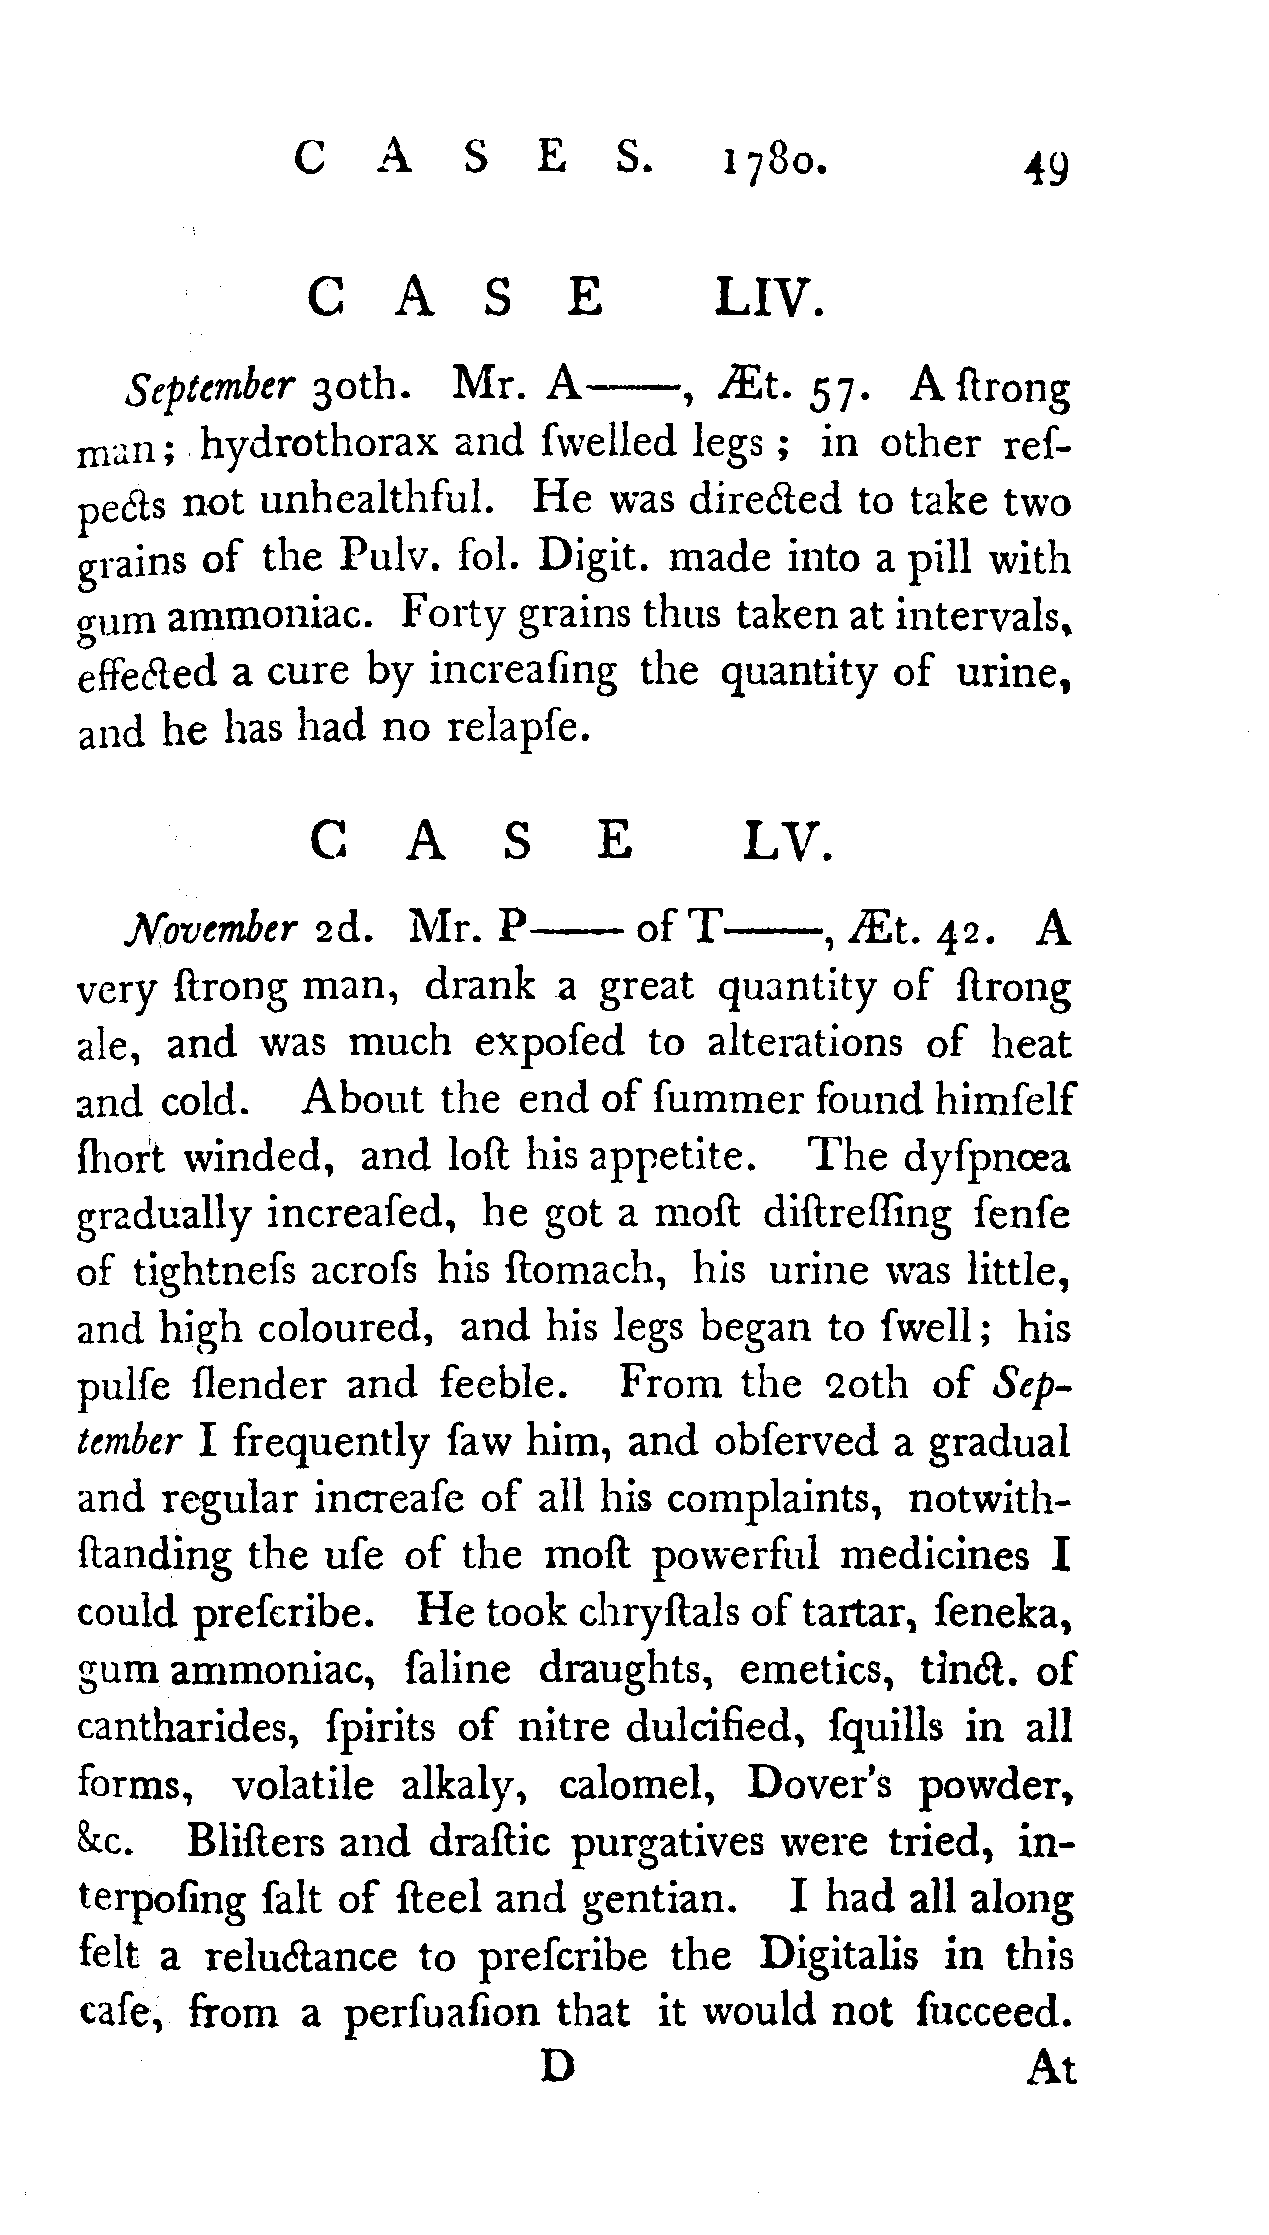 C A S E S. 1780. 49
C A S E LIV.
September 30th. Mr. A——, Æt. 57. A ſtrong
man; hydrothorax and ſwelled legs; in other reſ-
pects not unhealthful. He was directed to take two
grains of the Pulv. fol. Digit. made into a pill with
gum ammoniac. Forty grains thus taken at intervals,
effected a cure by increaſing the quantity of urine,
and he has had no relapſe.
C A S E LV.
November 2d. Mr. P—— of T——, Æt. 42. A
very ſtrong man, drank a great quantity of ſtrong
ale, and was much expoſed to alterations of heat
and cold. About the end of ſummer found himſelf
ſhort winded, and loſt his appetite. The dyſpnœa
gradually increaſed, he got a moſt diſtreſſing ſenſe
of tightneſs acroſs his ſtomach, his urine was little,
and high coloured, and his legs began to ſwell; his
pulſe ſlender and feeble. From the 20th of Sep-
tember I frequently ſaw him, and obſerved a gradual
and regular increaſe of all his complaints, notwith-
ſtanding the uſe of the moſt powerful medicines I
could preſcribe. He took chryſtals of tartar, ſeneka,
gum ammoniac, ſaline draughts, emetics, tinct. of
cantharides, ſpirits of nitre dulcified, ſquills in all
forms, volatile alkaly, calomel, Dover's powder,
&c. Bliſters and draſtic purgatives were tried, in-
terpoſing ſalt of ſteel and gentian. I had all along
felt a reluctance to preſcribe the Digitalis in this
caſe, from a perſuaſion that it would not ſucceed.
D At